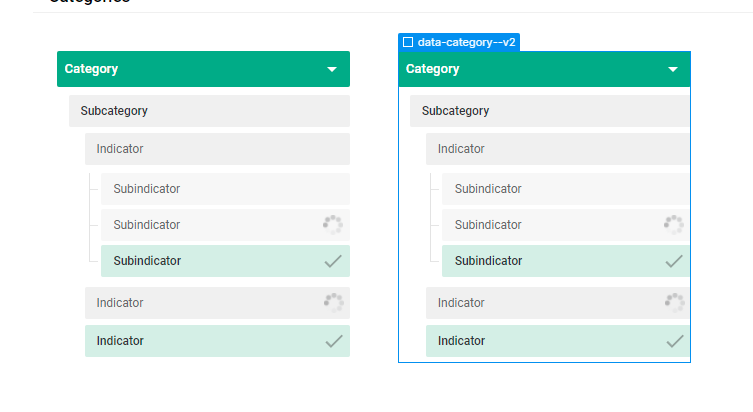 Categories
Category
Subcategory
Indicator
Subindicator
Subindicator
Subindicator
Indicator
Indicator
data-category--v2
Category
Subcategory
Indicator
Subindicator
Subindicator
Subindicator
Indicator
Indicator